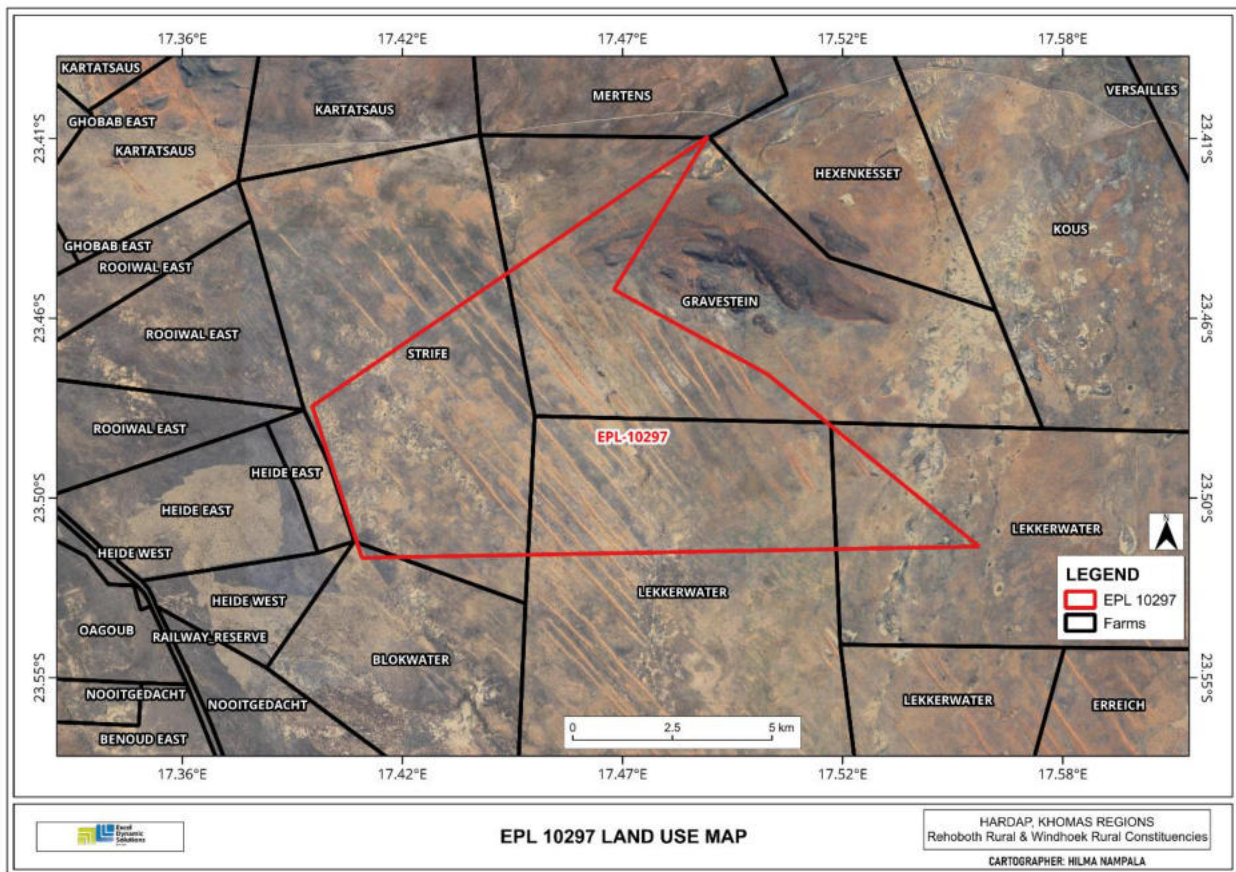 17.36°E 17.42°E 17.47°E 17.52°E 17.58°E
KARTATSAUS
VERSAILLES
MERTENS
KARTATSAUS
GHOBAB EAST
23.41°S
23.41°S
KARTATSAUS
HEXENKESSET
KOUS
GHOBAB EAST
ROOIWAL EAST
GRAVESTEIN
23.46°S
23.46°S
ROOIWAL EAST
STRIFE
ROOIWAL EAST
EPL-10297
HEIDE EAST
23.50°S
23.50°S
HEIDE EAST
LEKKERWATER
N
HEIDE WEST
LEGEND
EPL 10297
Farms
LEKKERWATER
HEIDE WEST
OAGOUB
RAILWAY_RESERVE
BLOKWATER
23.55°S
23.55°S
NOOITGEDACHT
NOOITGEDACHT
LEKKERWATER
ERREICH
0 2.5 5 km
BENOUD EAST
17.36°E 17.42°E 17.47°E 17.52°E 17.58°E
Excel
Dynamic
Solutions
EPL 10297 LAND USE MAP
HARDAP, KHOMAS REGIONS
Rehoboth Rural & Windhoek Rural Constituencies
CARTOGRAPHER: HILMA NAMPALA